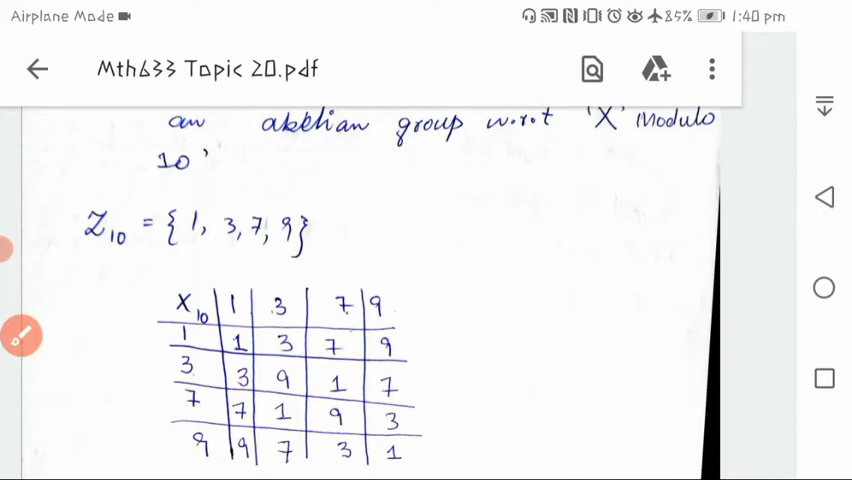 Airplane Mode 85% 1:40 pm
Mth633 Topic 20.pdf
an abelian group w.r.t 'X' Modulo
10'
Z10 = {1, 3, 7, 9}
X10 1 3 7 9
1 1 3 7 9
3 3 9 1 7
7 7 1 9 3
9 9 7 3 1